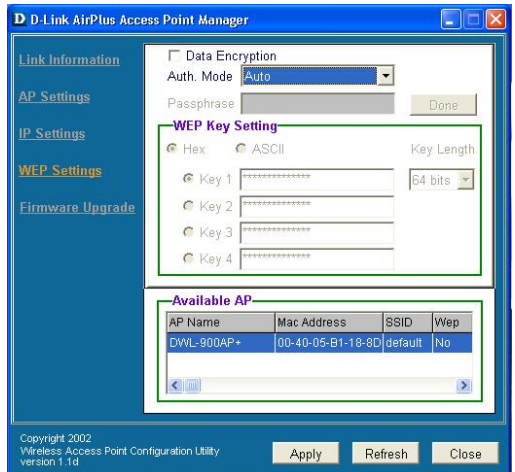 D D-Link AirPlus Access Point Manager
Link Information
AP Settings
IP Settings
WEP Settings
Firmware Upgrade
Data Encryption
Auth. Mode Auto
Passphrase Done
WEP Key Setting
Hex ASCII Key Length
Key 1 ************** 64 bits
Key 2 **************
Key 3 **************
Key 4 **************
Available AP
AP Name Mac Address SSID Wep
DWL-900AP+ 00-40-05-B1-18-8D default No
Copyright 2002
Wireless Access Point Configuration Utility
version 1.1d
Apply Refresh Close